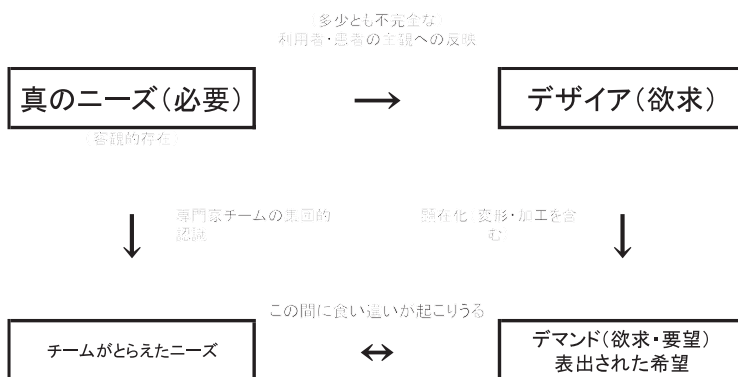 (多少とも不完全な)
利用者・患者の主観への反映
真のニーズ(必要)
デザイア(欲求)
(客観的存在)
専門家チームの集団的
認識
顕在化(変形・加工を含
む)
この間に食い違いが起こりうる
チームがとらえたニーズ
デマンド(欲求・要望)
表出された希望